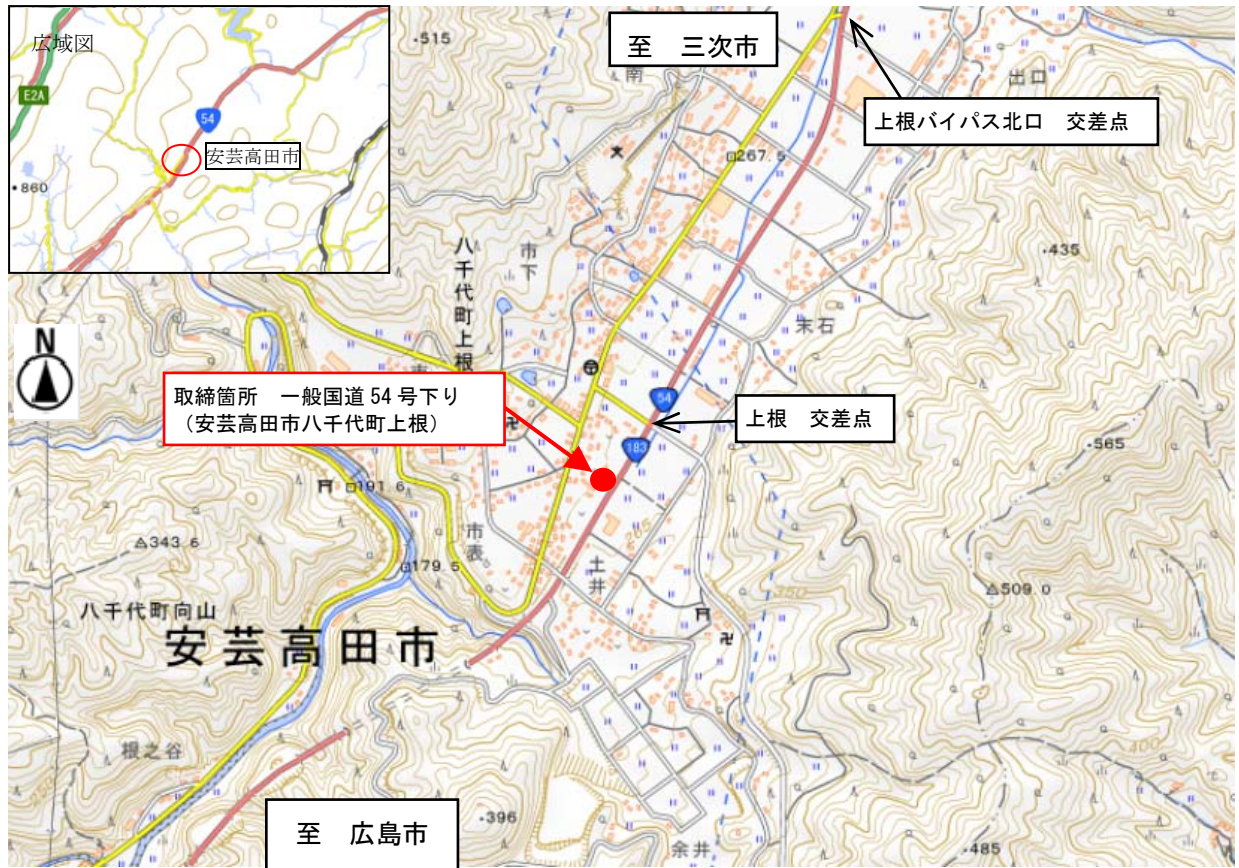 広域図
E2A
54
安芸高田市
860
515
至 三次市
南
出口
上根バイパス北口 交差点
267.5
435
八千代町上根
市下
末石
N
取締箇所 一般国道54号下り
(安芸高田市八千代町上根)
54
上根 交差点
183
565
191.6
343.6
市表
179.5
土井
350
509.0
八千代町向山
安芸高田市
根之谷
250
400
至 広島市
396
余井
485